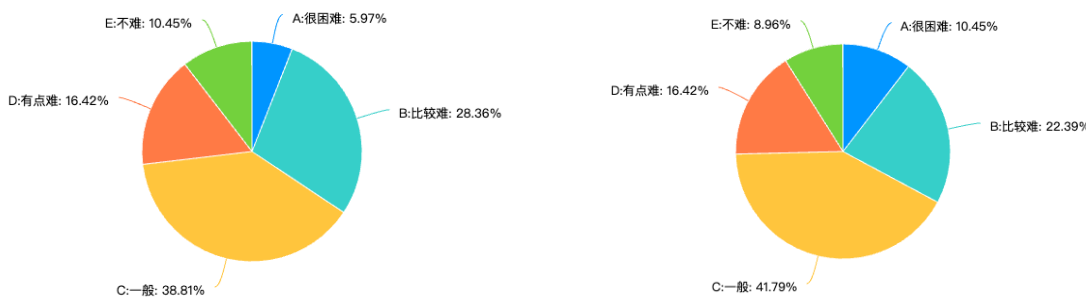 E:不难: 10.45%
A:很困难: 5.97%
D:有点难: 16.42%
B:比较难: 28.36%
C:一般: 38.81%
E:不难: 8.96%
A:很困难: 10.45%
D:有点难: 16.42%
B:比较难: 22.39%
C:一般: 41.79%